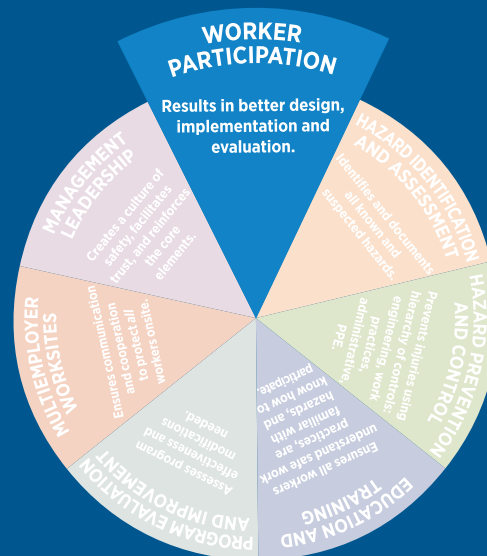 WORKER
PARTICIPATION
Results in better design,
implementation and
evaluation.
HAZARD IDENTIFICATION
AND ASSESSMENT
Identifies and documents
all known and
suspected hazards.
HAZARD PREVENTION
AND CONTROL
Prevents injuries using
hierarchy of controls:
engineering, work
practices,
administrative,
PPE.
EDUCATION AND
TRAINING
Ensures all workers
understand safe work
practices, are
familiar with
hazards, and
know how to
participate.
PROGRAM EVALUATION
AND IMPROVEMENT
Assesses program
effectiveness and
modifications
needed.
MULTIEMPLOYER
WORKSITES
Ensures communication
and cooperation
to protect all
workers onsite.
MANAGEMENT
LEADERSHIP
Creates a culture of
safety, facilitates
trust, and reinforces
the core
elements.